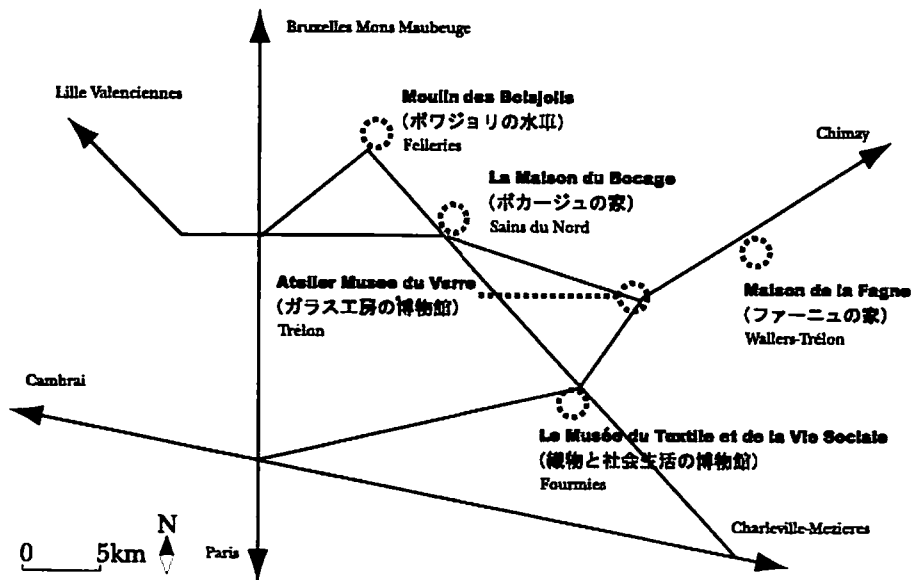 Bruxelles Mons Maubeuge
Lille Valenciennes
Moulin des Boisjolis
(ボワジョリの水車)
Felleries
Chimay
La Maison du Bocage
(ボカージュの家)
Sains du Nord
Atelier Musee du Verre
(ガラス工房の博物館)
Trélon
Maison de la Fagne
(ファーニュの家)
Wallers-Trélon
Cambrai
Le Musée du Textile et de la Vie Sociale
(織物と社会生活の博物館)
Fourmies
Charleville-Mezieres
Paris
N
0 5km